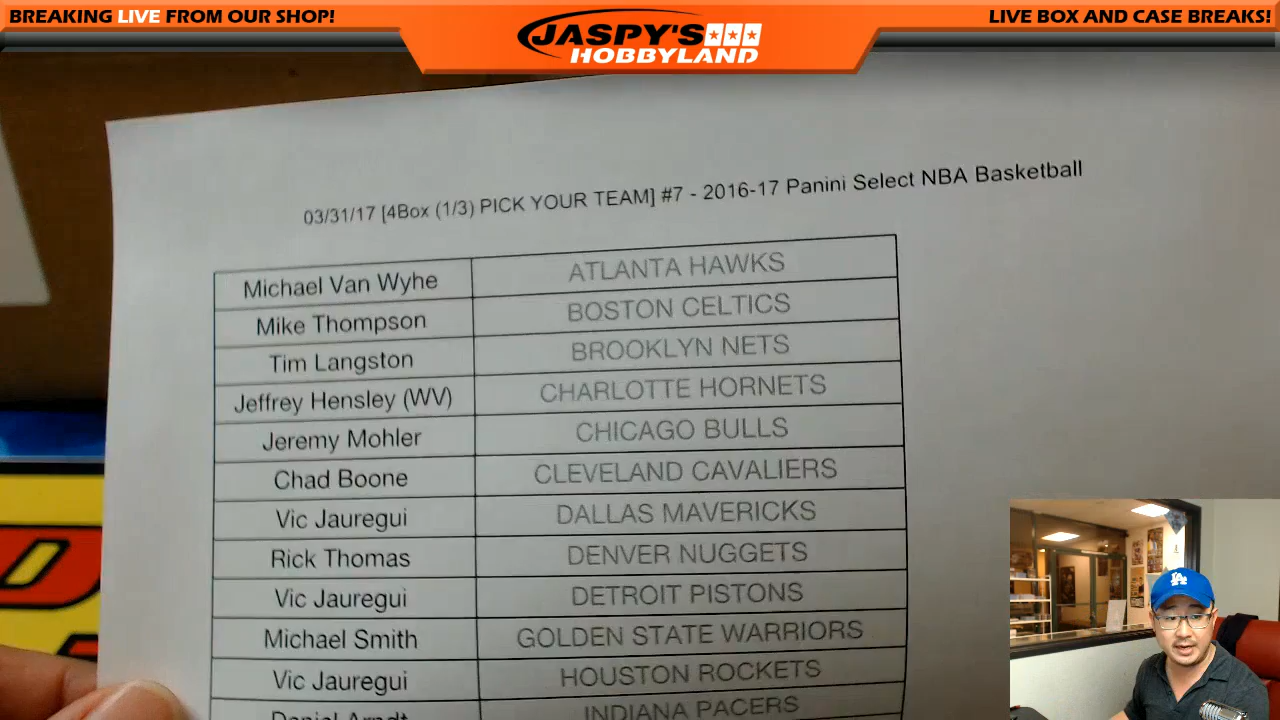 BREAKING LIVE FROM OUR SHOP!
JASPY'S
HOBBYLAND
LIVE BOX AND CASE BREAKS!
03/31/17 [4Box (1/3) PICK YOUR TEAM] #7 - 2016-17 Panini Select NBA Basketball
Michael Van Wyhe ATLANTA HAWKS
Mike Thompson BOSTON CELTICS
Tim Langston BROOKLYN NETS
Jeffrey Hensley (WV) CHARLOTTE HORNETS
Jeremy Mohler CHICAGO BULLS
Chad Boone CLEVELAND CAVALIERS
Vic Jauregui DALLAS MAVERICKS
Rick Thomas DENVER NUGGETS
Vic Jauregui DETROIT PISTONS
Michael Smith GOLDEN STATE WARRIORS
Vic Jauregui HOUSTON ROCKETS
Daniel Arndt INDIANA PACERS
LA